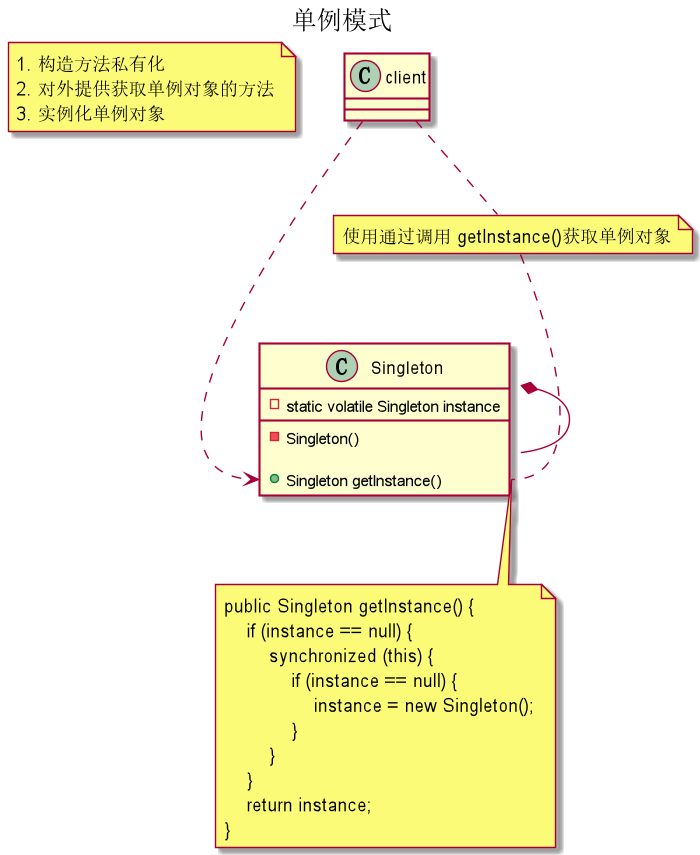 单例模式
1. 构造方法私有化
2. 对外提供获取单例对象的方法
3. 实例化单例对象
C client
使用通过调用 getInstance()获取单例对象
C Singleton
static volatile Singleton instance
Singleton()
Singleton getInstance()
public Singleton getInstance() {
if (instance == null) {
synchronized (this) {
if (instance == null) {
instance = new Singleton();
}
}
}
return instance;
}